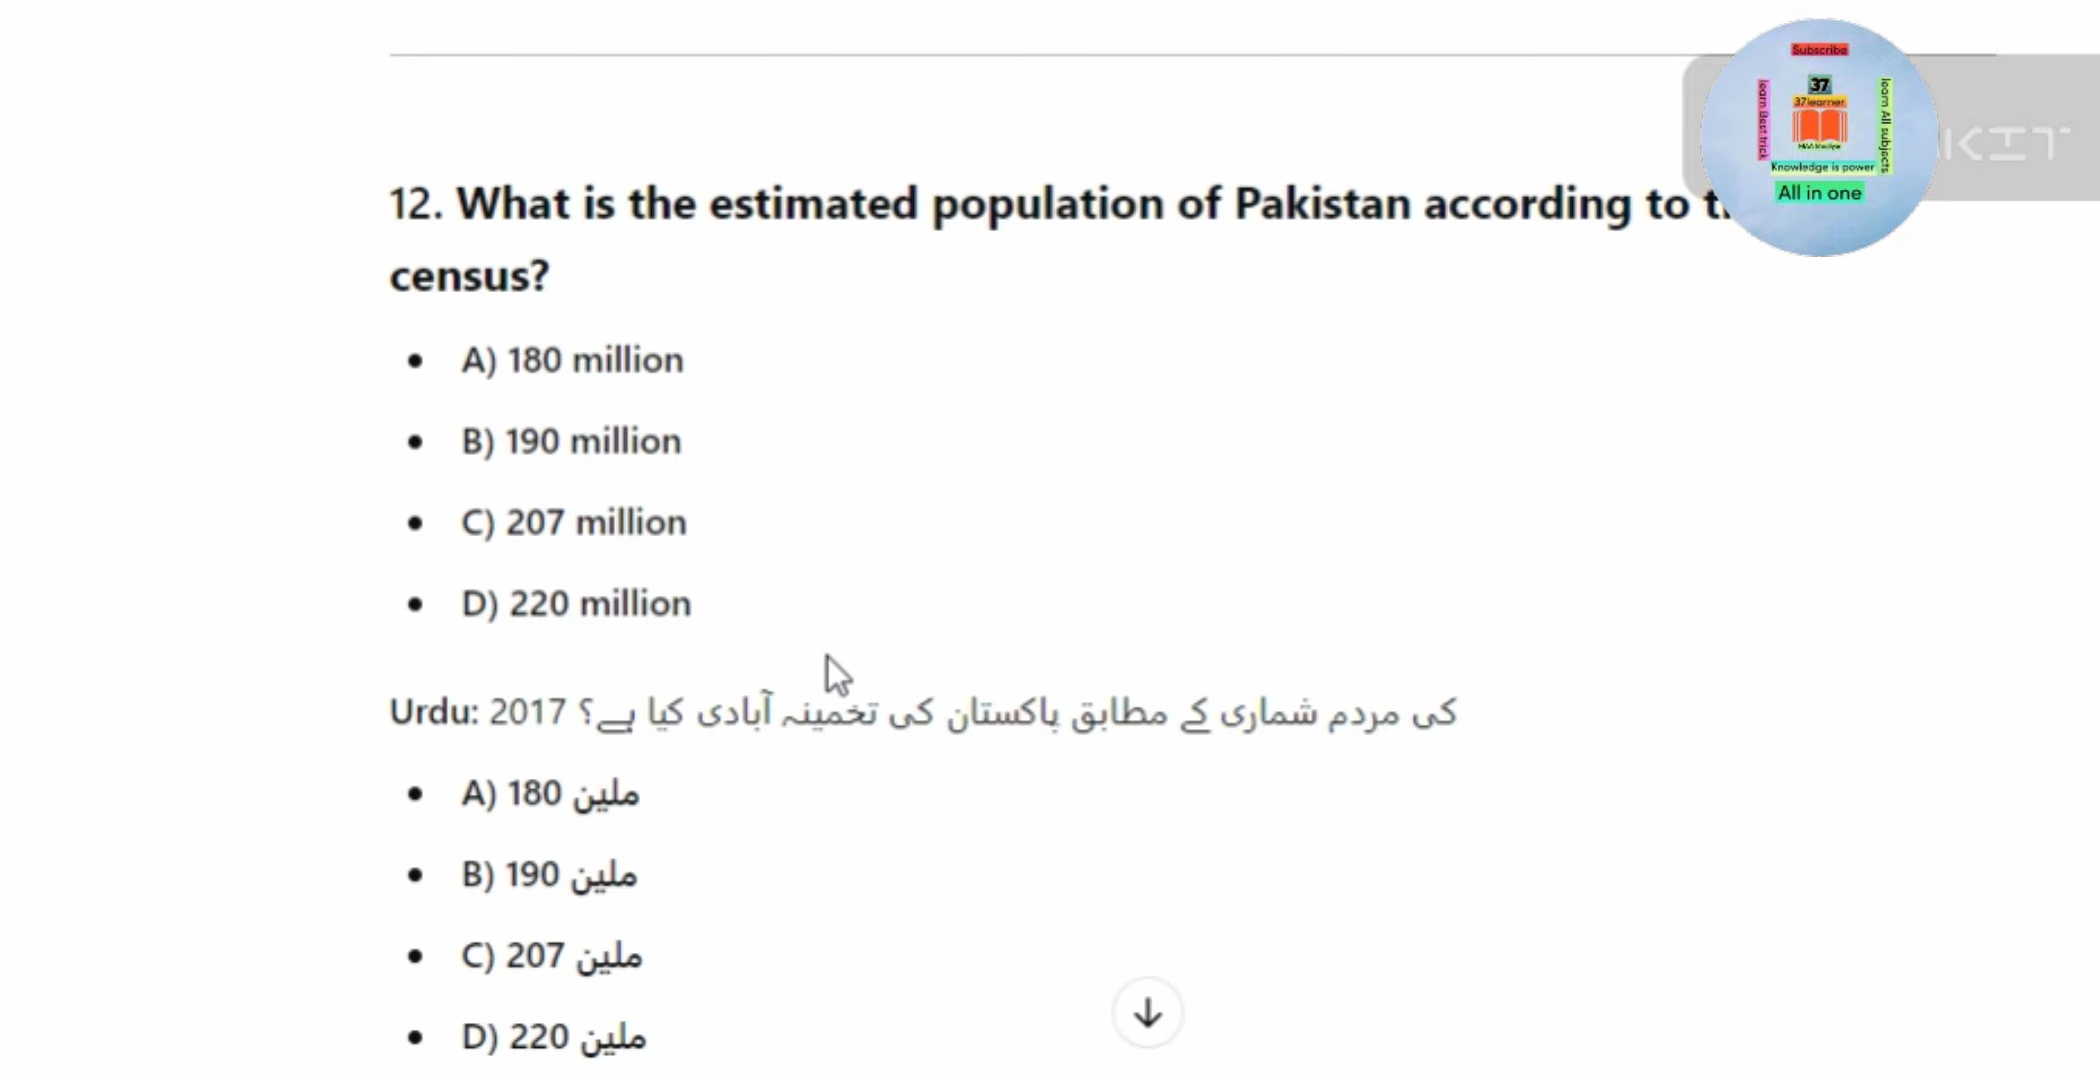 Subscribe
37
37learner
learn Best trick
learn All subjects
Knowledge is power
All in one
KIT
12. What is the estimated population of Pakistan according to
census?
• A) 180 million
• B) 190 million
• C) 207 million
• D) 220 million
Urdu: 2017 کی مردم شماری کے مطابق پاکستان کی تخمینہ آبادی کیا ہے؟
• A) 180 ملین
• B) 190 ملین
• C) 207 ملین
• D) 220 ملین